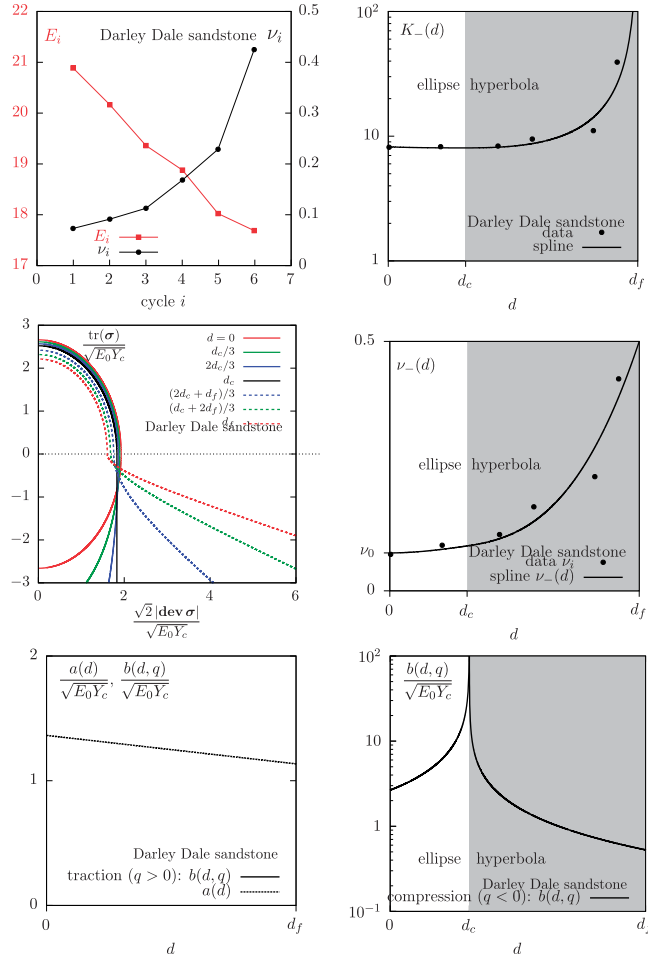 22
21
20
19
18
17
E_i
Darley Dale sandstone
ν_i
0.5
0.4
0.3
0.2
0.1
0
E_i
ν_i
0 1 2 3 4 5 6 7
cycle i
100
10
1
K_−(d)
ellipse hyperbola
Darley Dale sandstone
data
spline
0 d_c d_f
d
3
2
1
0
−1
−2
−3
tr(σ)
√E_0Y_c
d = 0
d_c/3
2d_c/3
d_c
(2d_c + d_f)/3
(d_c + 2d_f)/3
d_f
Darley Dale sandstone
0 2 4 6
√2 |dev σ|
√E_0Y_c
0.5
ν_0
0
ν_−(d)
ellipse hyperbola
Darley Dale sandstone
data ν_i
spline ν_−(d)
0 d_c d_f
d
2
1
0
a(d)/√E_0Y_c, b(d, q)/√E_0Y_c
Darley Dale sandstone
traction (q > 0): b(d, q)
a(d)
0 d_f
d
10^2
10
1
10^−1
b(d, q)
√E_0Y_c
ellipse hyperbola
Darley Dale sandstone
compression (q < 0): b(d, q)
0 d_c
d